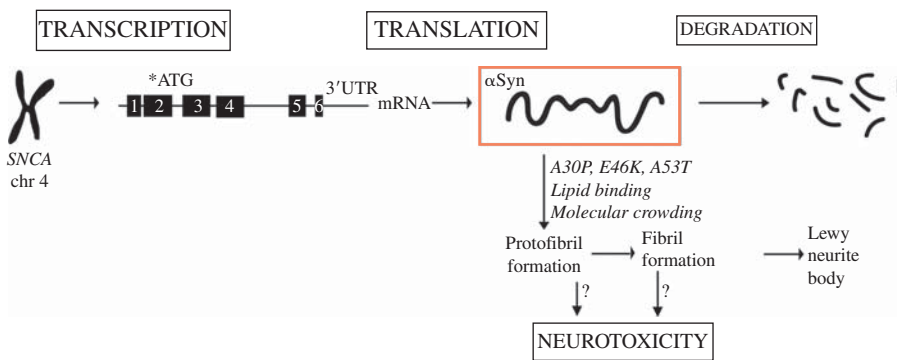 TRANSCRIPTION
TRANSLATION
DEGRADATION
*ATG
3′UTR
1 2 3 4 5 6
mRNA
αSyn
SNCA
chr 4
A30P, E46K, A53T
Lipid binding
Molecular crowding
Protofibril
formation
Fibril
formation
Lewy
neurite
body
?
?
NEUROTOXICITY